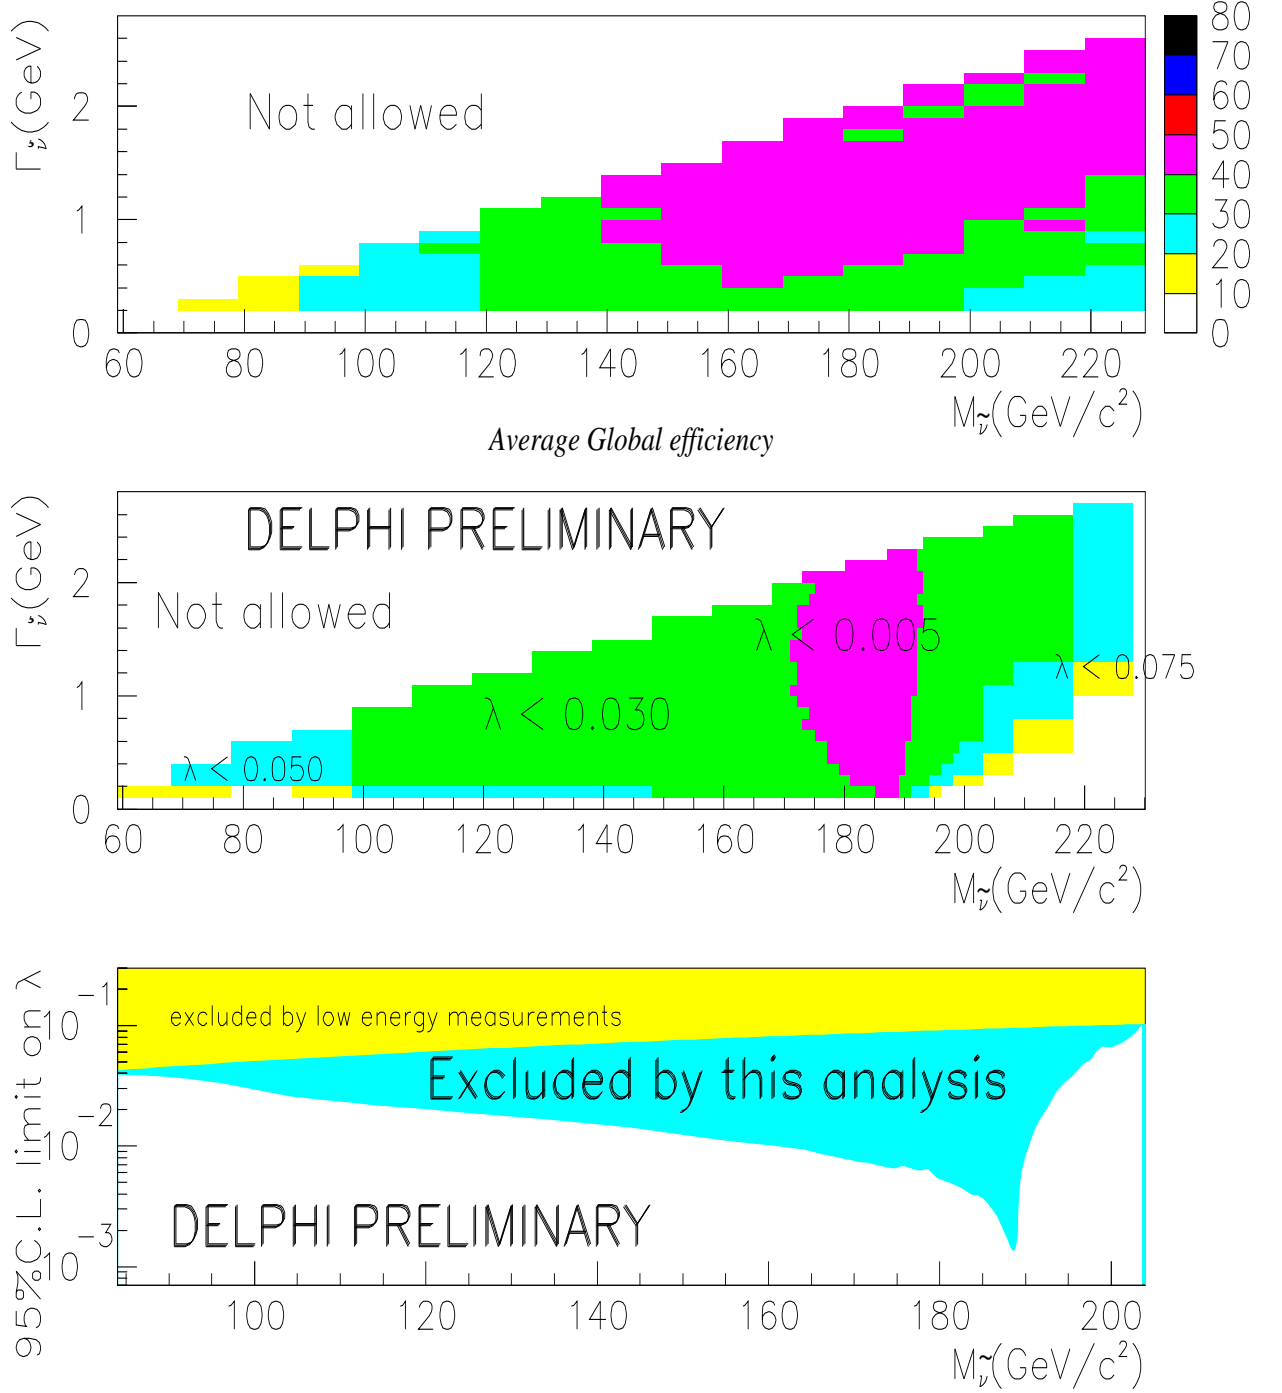 Γν̃(GeV)
2
1
0
Not allowed
80
70
60
50
40
30
20
10
0
60 80 100 120 140 160 180 200 220
Mν̃(GeV/c²)
Average Global efficiency
Γν̃(GeV)
2
1
0
DELPHI PRELIMINARY
Not allowed
λ < 0.005
λ < 0.075
λ < 0.030
λ < 0.050
60 80 100 120 140 160 180 200 220
Mν̃(GeV/c²)
95%C.L. limit on λ
10⁻¹
10⁻²
10⁻³
excluded by low energy measurements
Excluded by this analysis
DELPHI PRELIMINARY
100 120 140 160 180 200
Mν̃(GeV/c²)